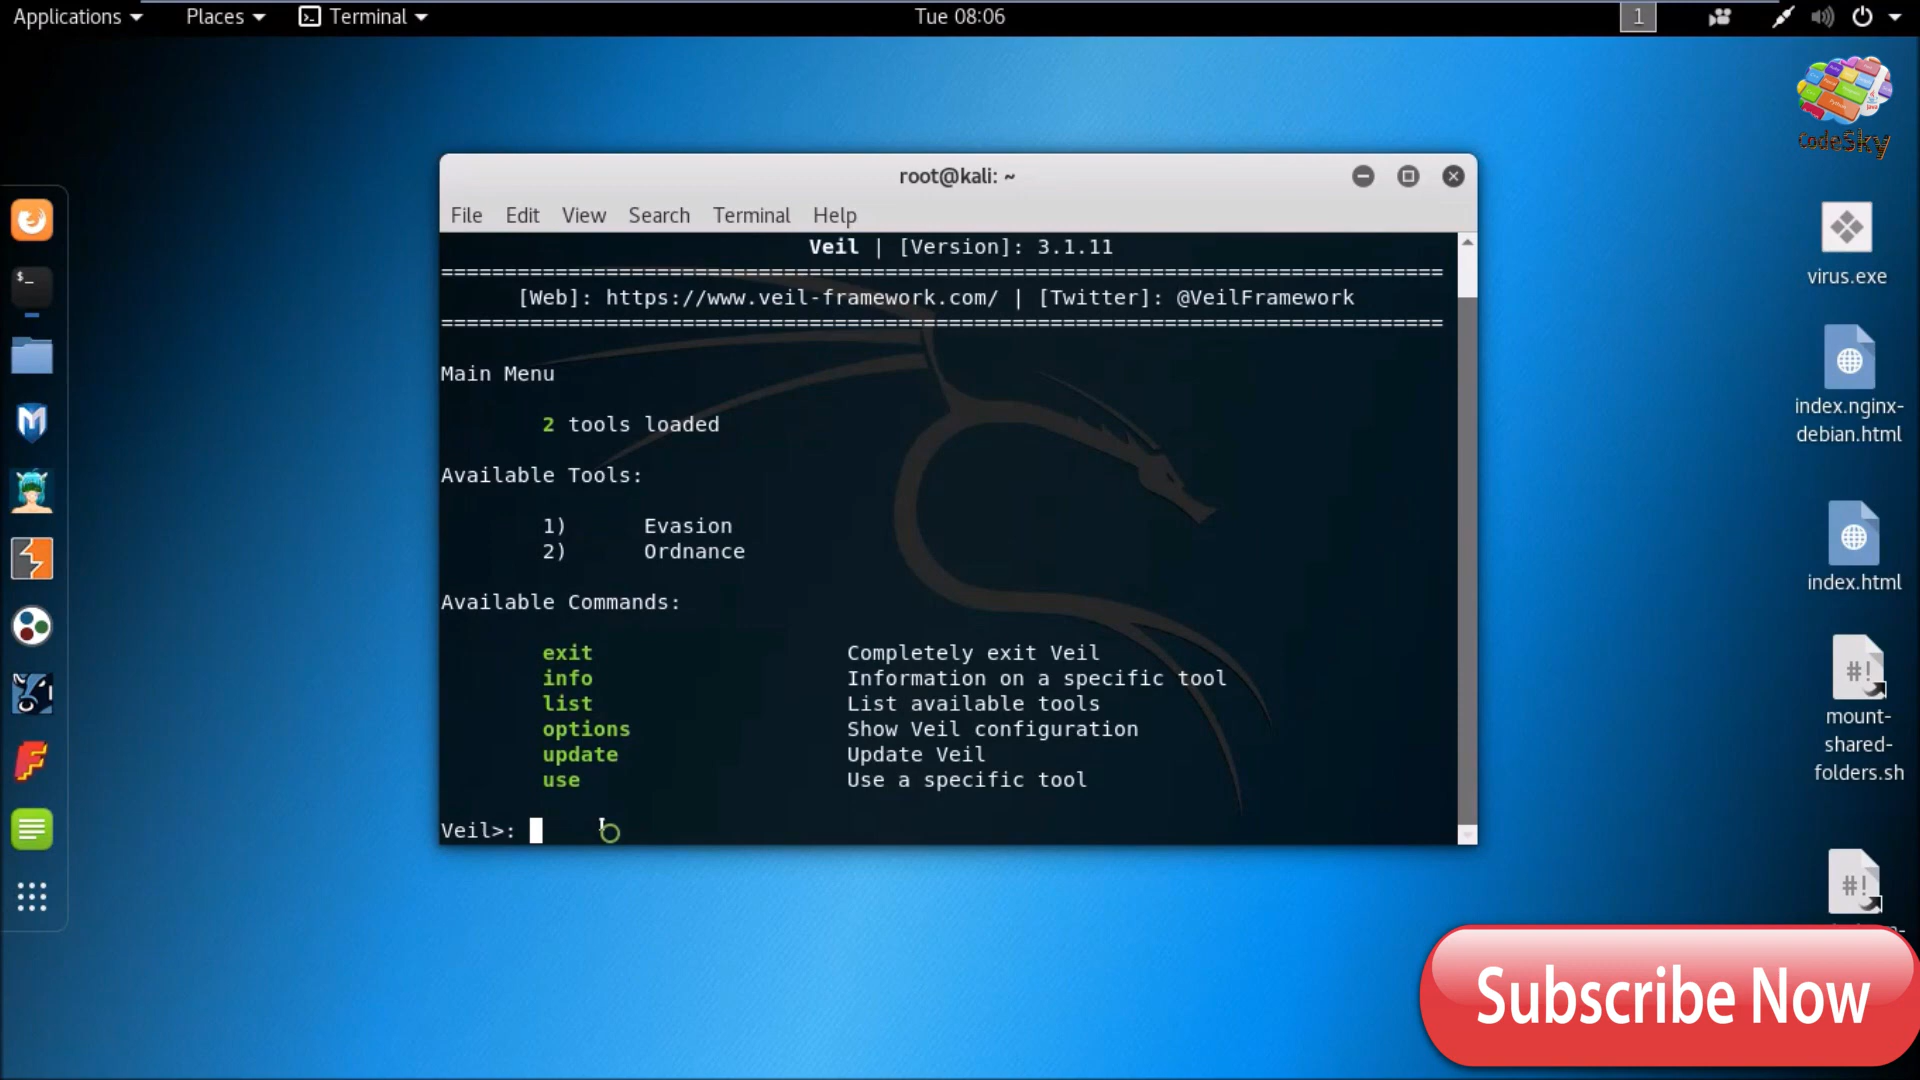 Applications
Places
Terminal
Tue 08:06
1
CodeSky
root@kali: ~
File Edit View Search Terminal Help
Veil | [Version]: 3.1.11
===============================================================================
[Web]: https://www.veil-framework.com/ | [Twitter]: @VeilFramework
===============================================================================
Main Menu
2 tools loaded
Available Tools:
1) Evasion
2) Ordnance
Available Commands:
exit Completely exit Veil
info Information on a specific tool
list List available tools
options Show Veil configuration
update Update Veil
use Use a specific tool
Veil>:
virus.exe
index.nginx-
debian.html
index.html
#!
mount-
shared-
folders.sh
#!
Subscribe Now